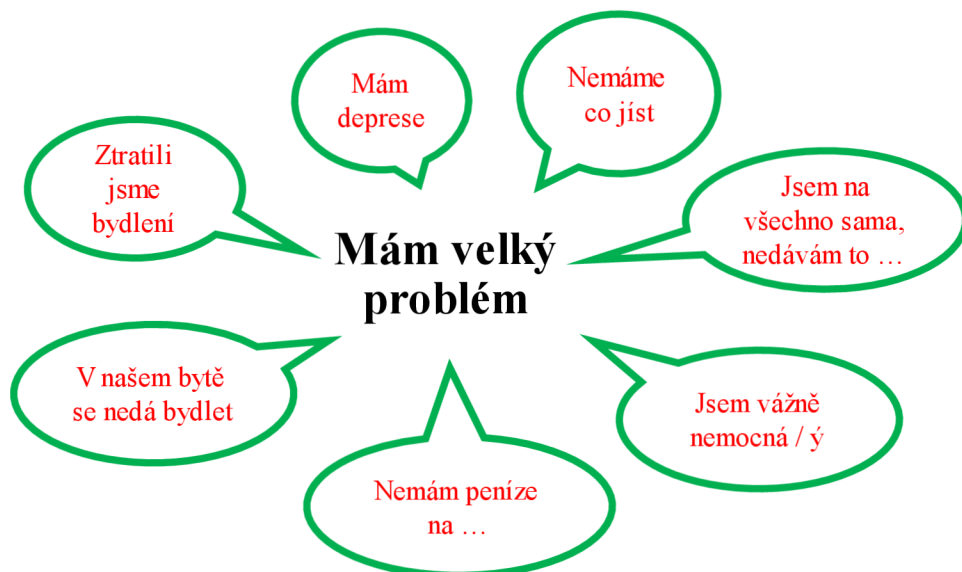 Mám
deprese
Nemáme
co jíst
Ztratili
jsme
bydlení
Jsem na
všechno sama,
nedávám to …
Mám velký
problém
V našem bytě
se nedá bydlet
Jsem vážně
nemocná / ý
Nemám peníze
na …